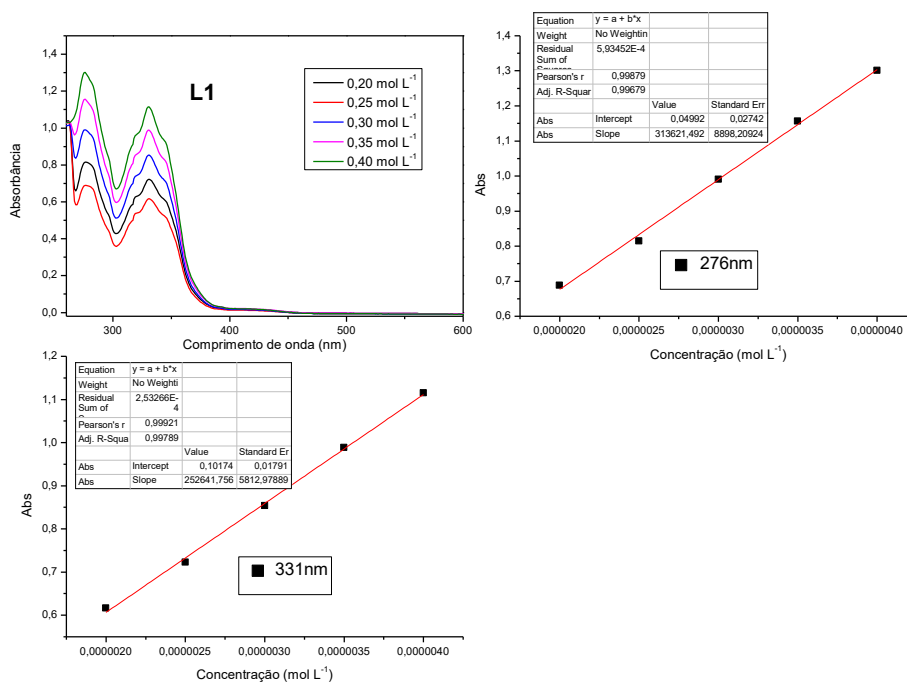 L1
0,20 mol L⁻¹
0,25 mol L⁻¹
0,30 mol L⁻¹
0,35 mol L⁻¹
0,40 mol L⁻¹
Absorbância
1,4
1,2
1,0
0,8
0,6
0,4
0,2
0,0
300 400 500 600
Comprimento de onda (nm)
Equation y = a + b*x
Weight No Weightin
Residual Sum of 5,93452E-4
Pearson's r 0,99879
Adj. R-Squar 0,99679
Value Standard Err
Abs Intercept 0,04992 0,02742
Abs Slope 313621,492 8898,20924
276nm
Abs
1,4
1,3
1,2
1,1
1,0
0,9
0,8
0,7
0,6
0,0000020 0,0000025 0,0000030 0,0000035 0,0000040
Concentração (mol L⁻¹)
Equation y = a + b*x
Weight No Weighti
Residual 2,53266E-
Sum of 4
Pearson's r 0,99921
Adj. R-Squa 0,99789
Value Standard Er
Abs Intercept 0,10174 0,01791
Abs Slope 252641,756 5812,97889
331nm
Abs
1,2
1,1
1,0
0,9
0,8
0,7
0,6
0,0000020 0,0000025 0,0000030 0,0000035 0,0000040
Concentração (mol L⁻¹)